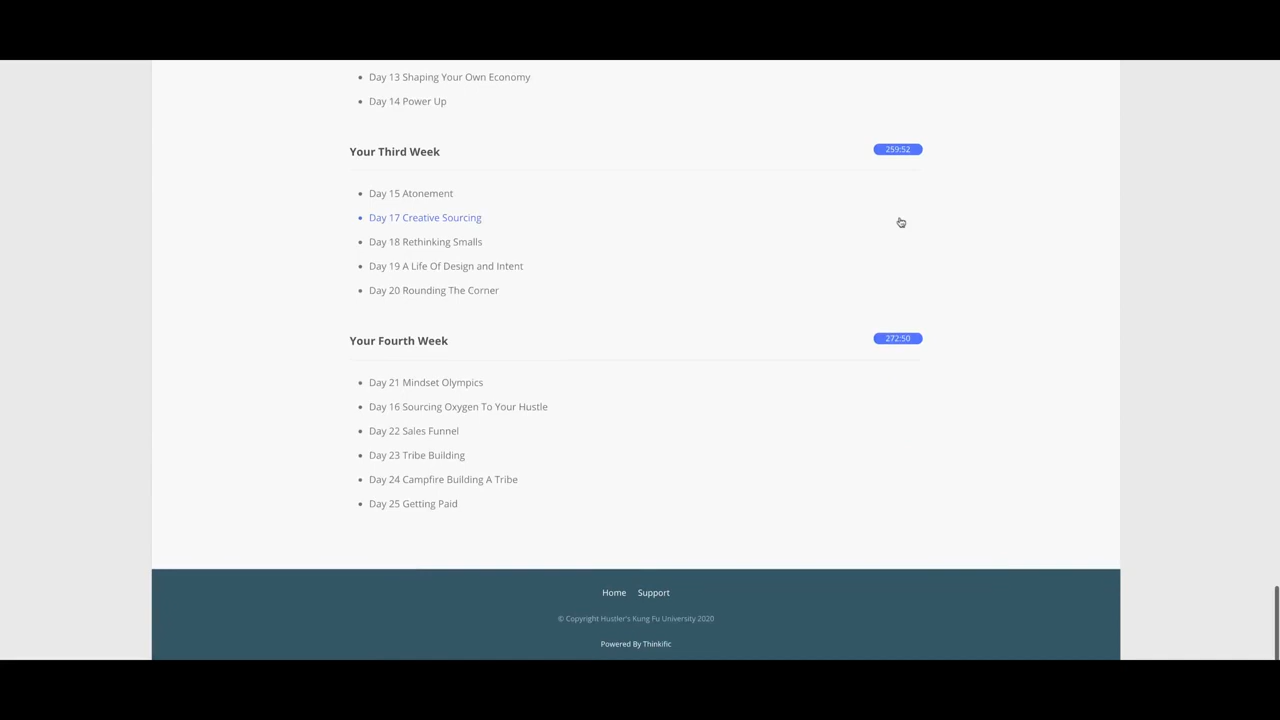 Day 13 Shaping Your Own Economy
Day 14 Power Up
Your Third Week 259:52
Day 15 Atonement
Day 17 Creative Sourcing
Day 18 Rethinking Smalls
Day 19 A Life Of Design and Intent
Day 20 Rounding The Corner
Your Fourth Week 272:50
Day 21 Mindset Olympics
Day 16 Sourcing Oxygen To Your Hustle
Day 22 Sales Funnel
Day 23 Tribe Building
Day 24 Campfire Building A Tribe
Day 25 Getting Paid
Home Support
© Copyright Hustler's Kung Fu University 2020
Powered By Thinkific